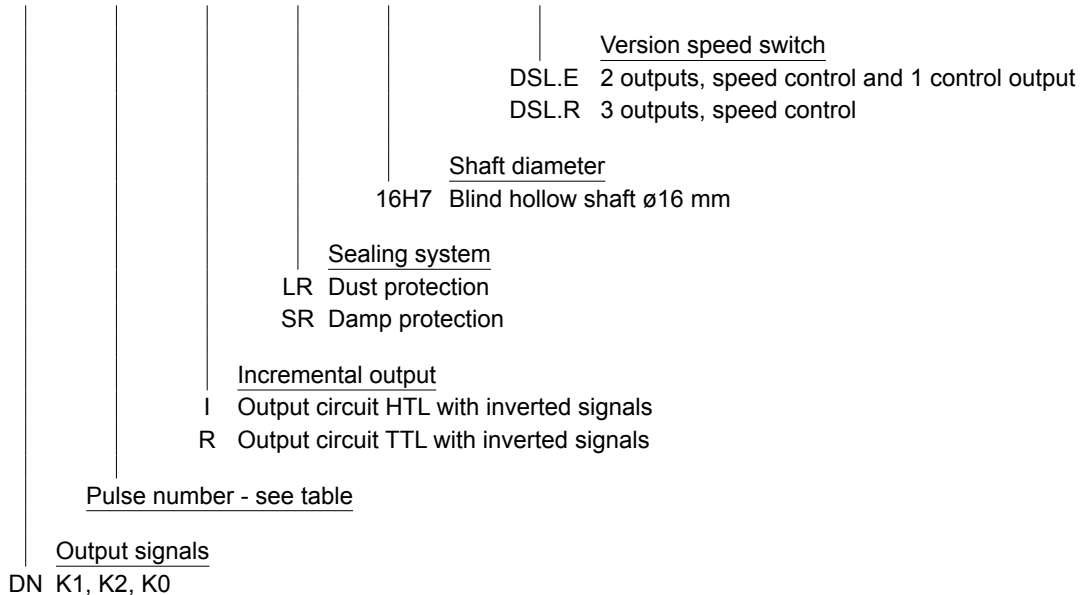 Version speed switch
DSL.E 2 outputs, speed control and 1 control output
DSL.R 3 outputs, speed control
Shaft diameter
16H7 Blind hollow shaft ø16 mm
Sealing system
LR Dust protection
SR Damp protection
Incremental output
I Output circuit HTL with inverted signals
R Output circuit TTL with inverted signals
Pulse number - see table
Output signals
DN K1, K2, K0